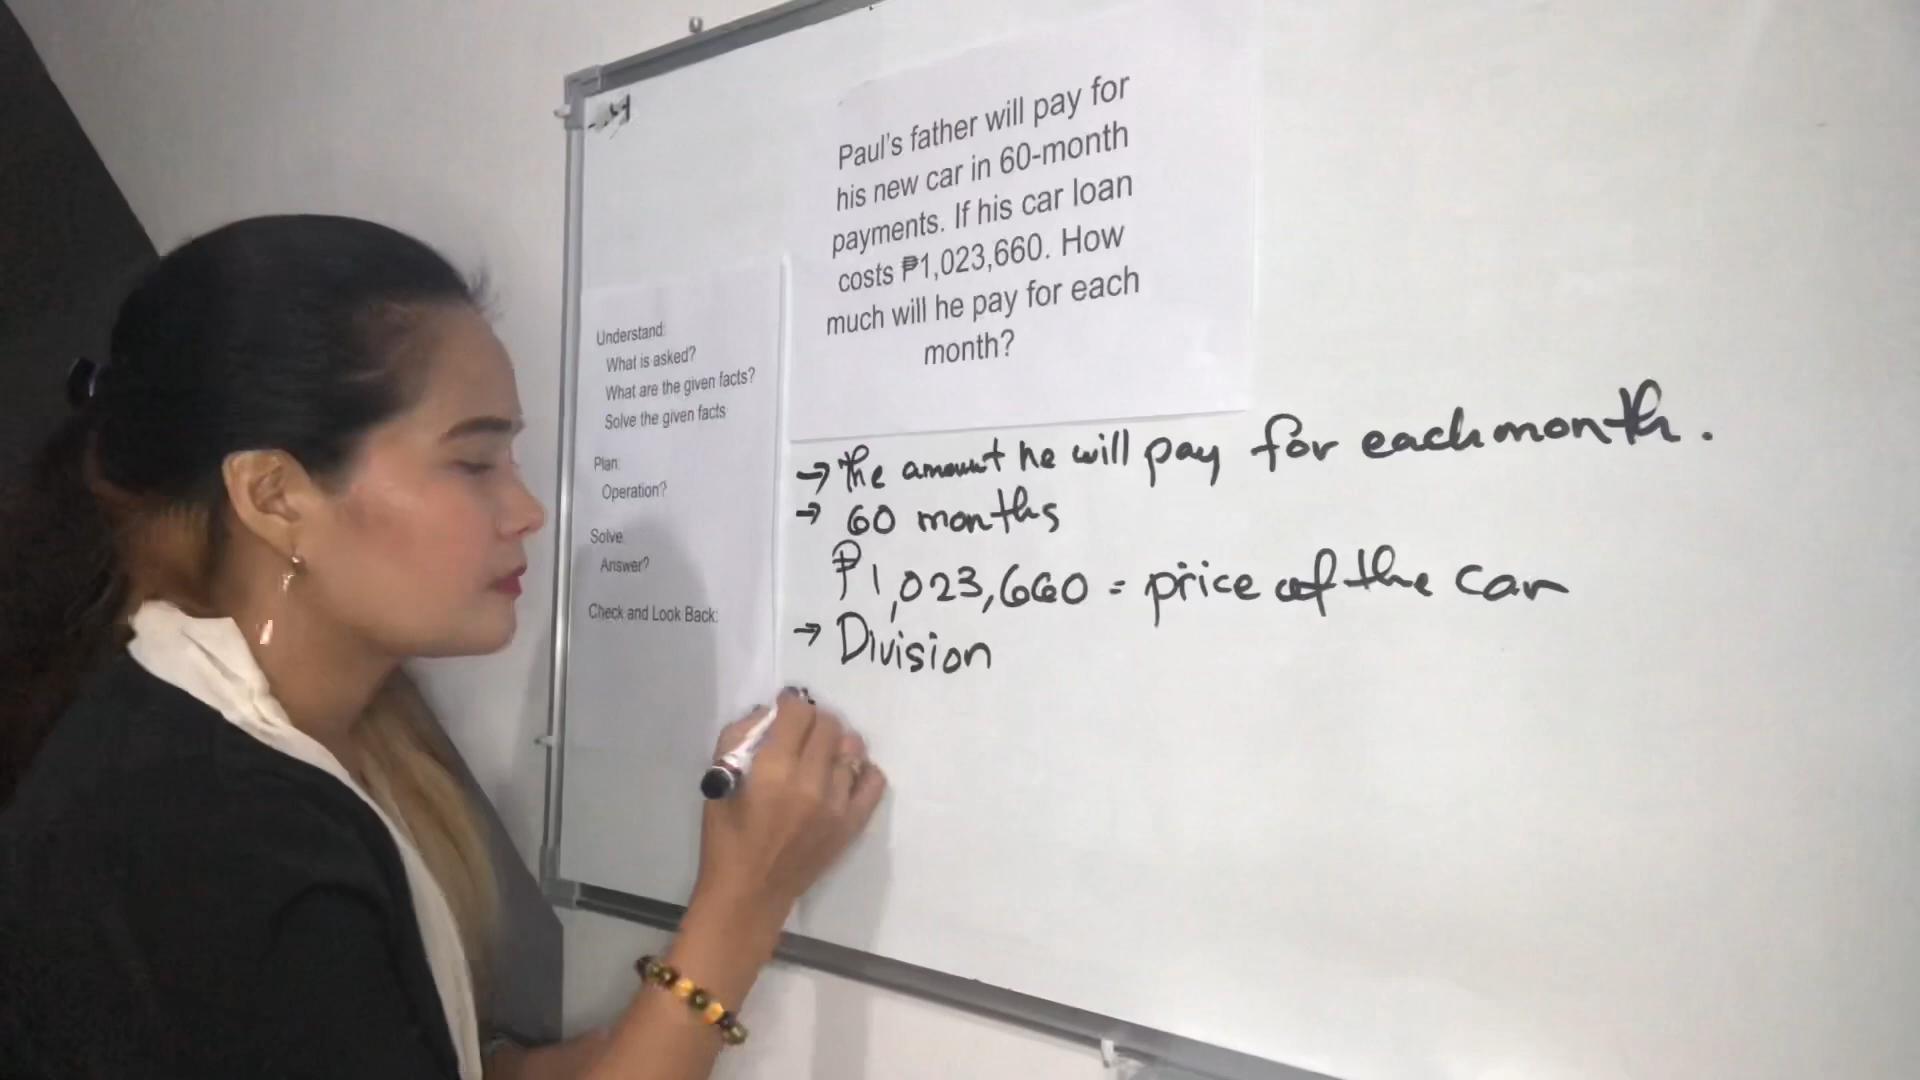 Paul's father will pay for
his new car in 60-month
payments. If his car loan
costs ₱1,023,660. How
much will he pay for each
month?
Understand:
What is asked?
What are the given facts?
Solve the given facts
Plan:
Operation?
Solve:
Answer?
Check and Look Back:
→ the amount he will pay for each month.
→ 60 months
₱1,023,660 = price of the car
→ Division